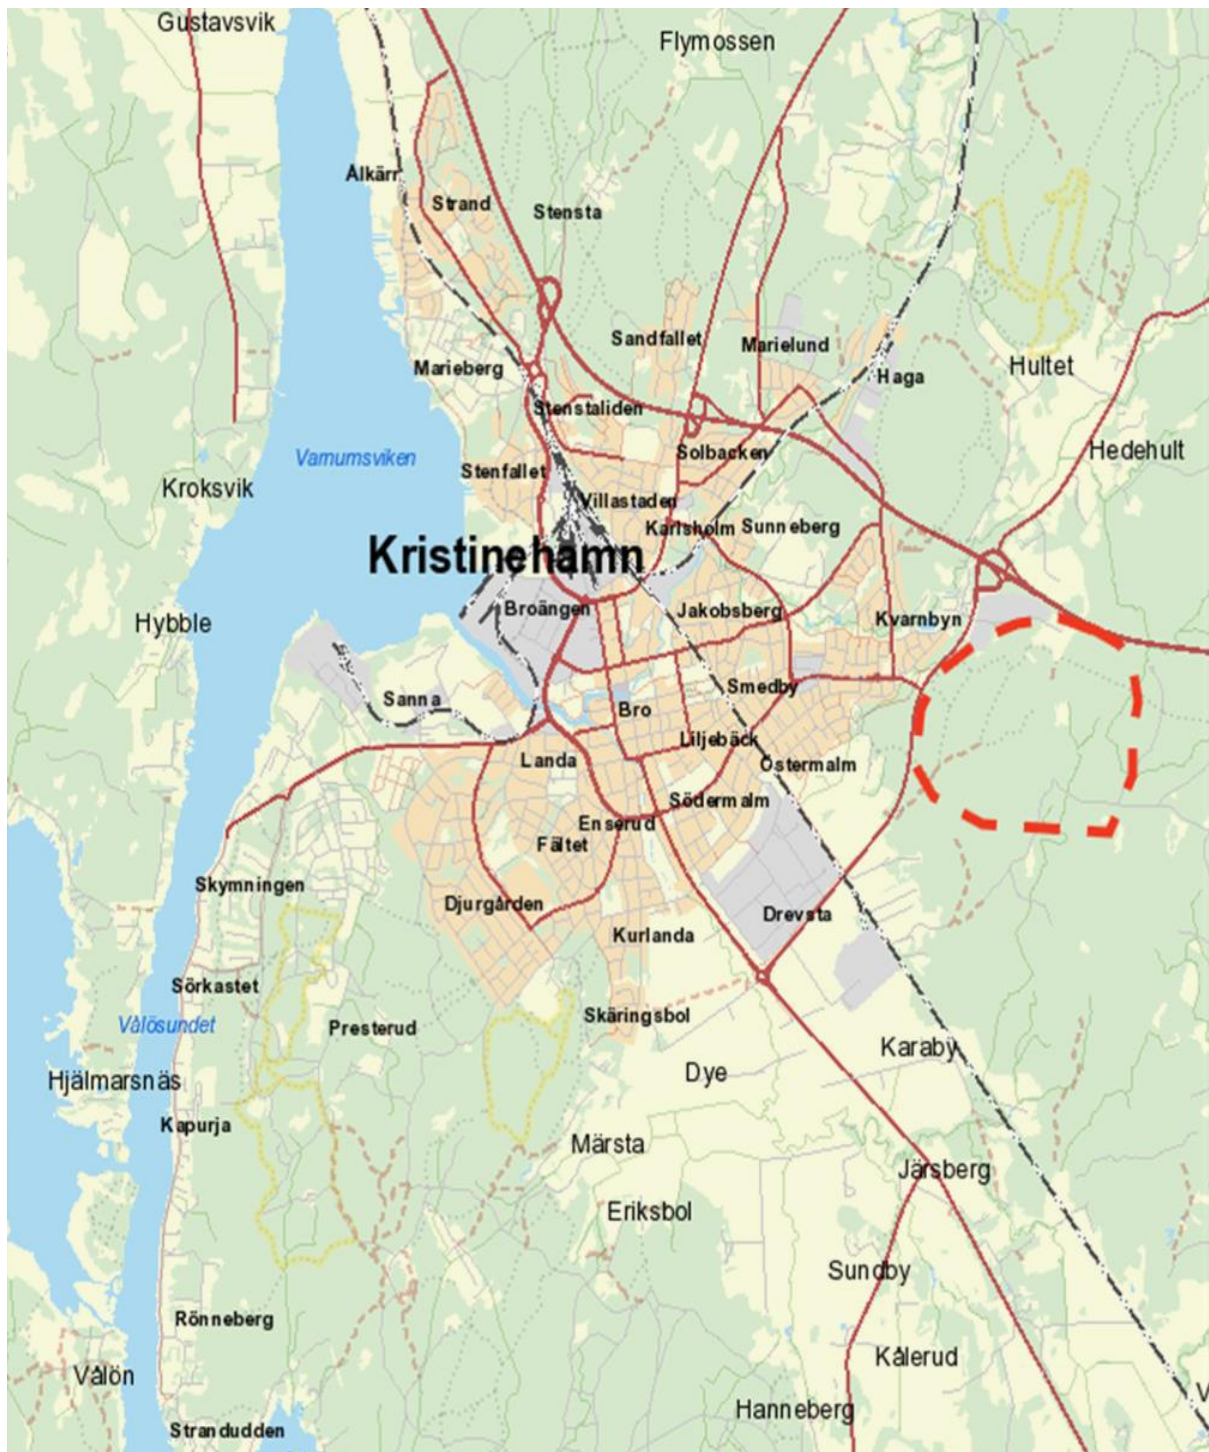 Gustavsvik
Flymossen
Ålkärr
Strand
Stensta
Sandfallet
Marielund
Marieberg
Haga
Hultet
Stenstaliden
Varnumsviken
Solbacken
Hedehult
Stenfallet
Kroksvik
Villastaden
Karlsholm
Sunneberg
Kristinehamn
Broängen
Jakobsberg
Kvarnbyn
Hybble
Smedby
Sanna
Bro
Liljebäck
Landa
Östermalm
Södermalm
Enserud
Fältet
Skymningen
Djurgården
Drevsta
Kurlanda
Sörkastet
Skäringsbol
Vålösundet
Presterud
Karaby
Dye
Hjälmarsnäs
Kapurja
Märsta
Järsberg
Eriksbol
Sundby
Rönneberg
Kålerud
Vålön
V
Hanneberg
Strandudden